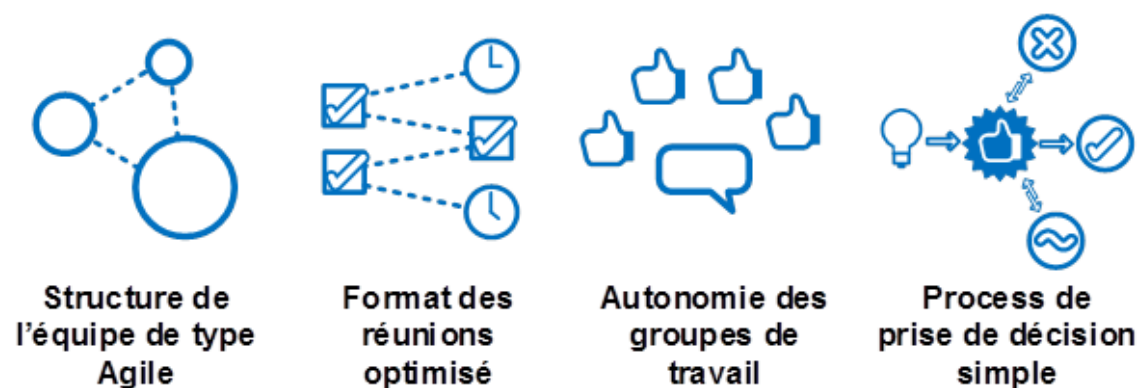 Structure de
l'équipe de type
Agile
Format des
réunions
optimisé
Autonomie des
groupes de
travail
Process de
prise de décision
simple